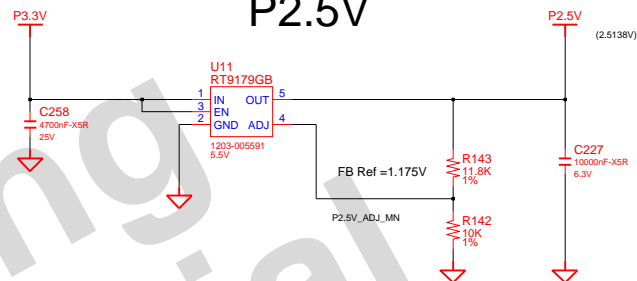 P2.5V
P3.3V
P2.5V
(2.5138V)
U11
RT9179GB
1
IN
OUT
5
3
EN
2
GND
ADJ
4
C258
4700nF-X5R
25V
1203-005591
5.5V
FB Ref =1.175V
R143
11.8K
1%
C227
10000nF-X5R
6.3V
P2.5V_ADJ_MN
R142
10K
1%